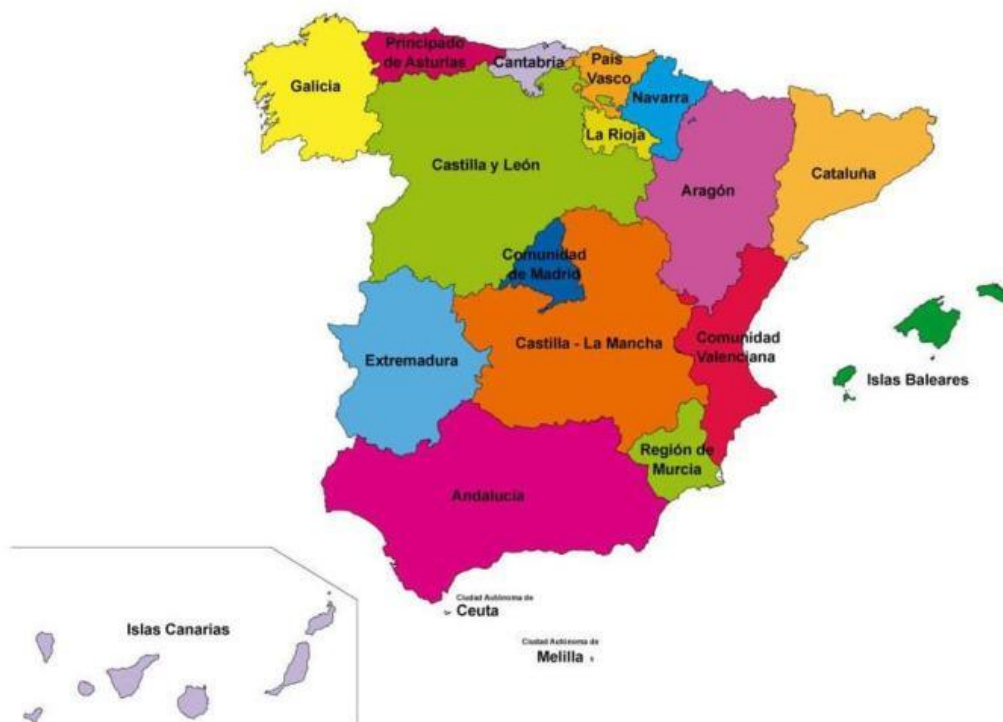 Principado
de Asturias
Cantabria
País
Vasco
Galicia
Navarra
La Rioja
Castilla y León
Aragón
Cataluña
Comunidad
de Madrid
Castilla - La Mancha
Comunidad
Valenciana
Extremadura
Islas Baleares
Región de
Murcia
Andalucía
Ciudad Autónoma de
Ceuta
Islas Canarias
Ciudad Autónoma de
Melilla